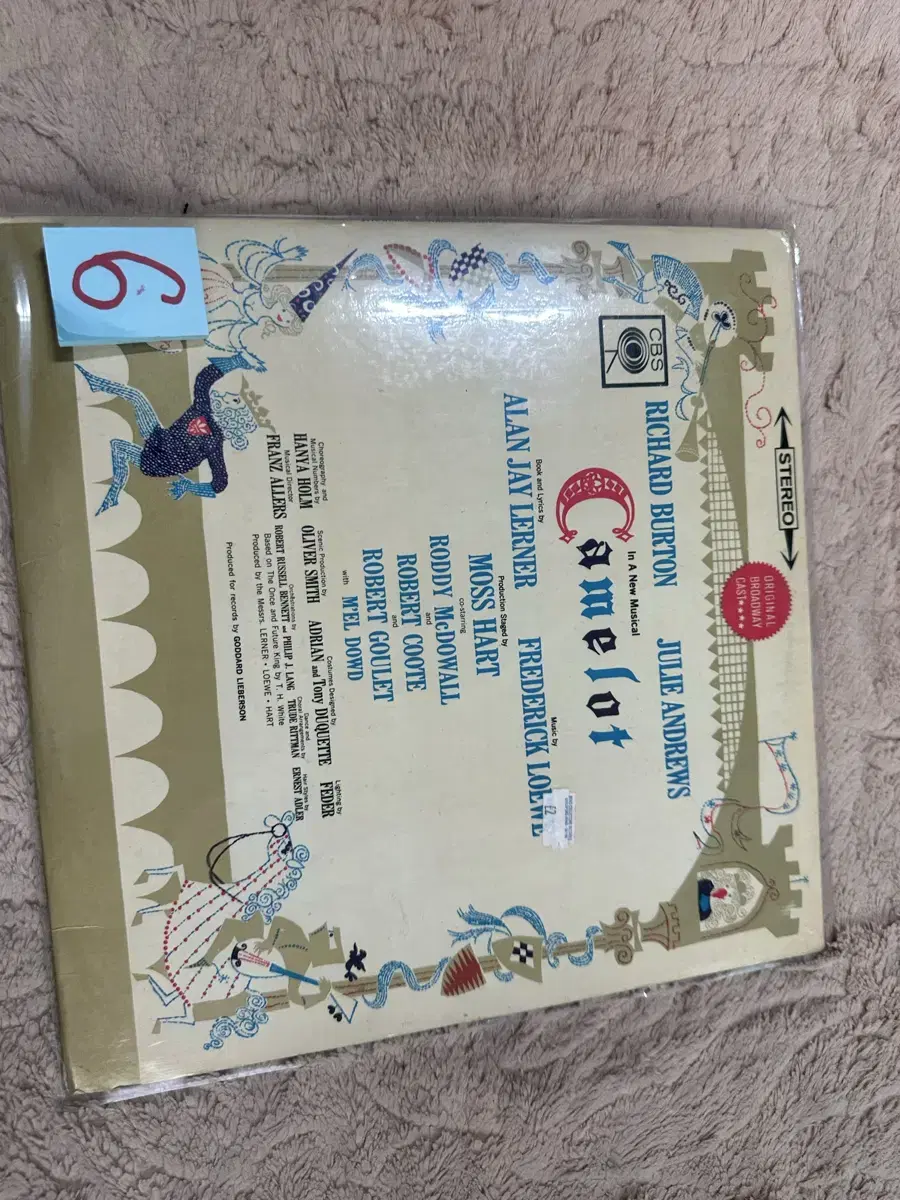 STEREO
ORIGINAL
BROADWAY
CAST★★★★
CBS
RICHARD BURTON JULIE ANDREWS
In A New Musical
Camelot
Book and Lyrics by Music by
ALAN JAY LERNER FREDERICK LOEWE
£2
Production Staged by
MOSS HART
co-starring
RODDY McDOWALL
and
ROBERT COOTE
and
ROBERT GOULET
with
M'EL DOWD
Choreography and
Musical Numbers by
HANYA HOLM
Scenic Production by
OLIVER SMITH
Costumes Designed by
ADRIAN and Tony DUQUETTE
Lighting by
FEDER
Musical Director
FRANZ ALLERS
Orchestrations by
ROBERT RUSSELL BENNETT and PHILIP J. LANG
Dance and
Choral Arrangements by
TRUDE RITTMAN
Hair Styles by
ERNEST ADLER
Based on The Once and Future King by T. H. White
Produced by the Messrs. LERNER • LOEWE • HART
Produced for records by GODDARD LIEBERSON
6